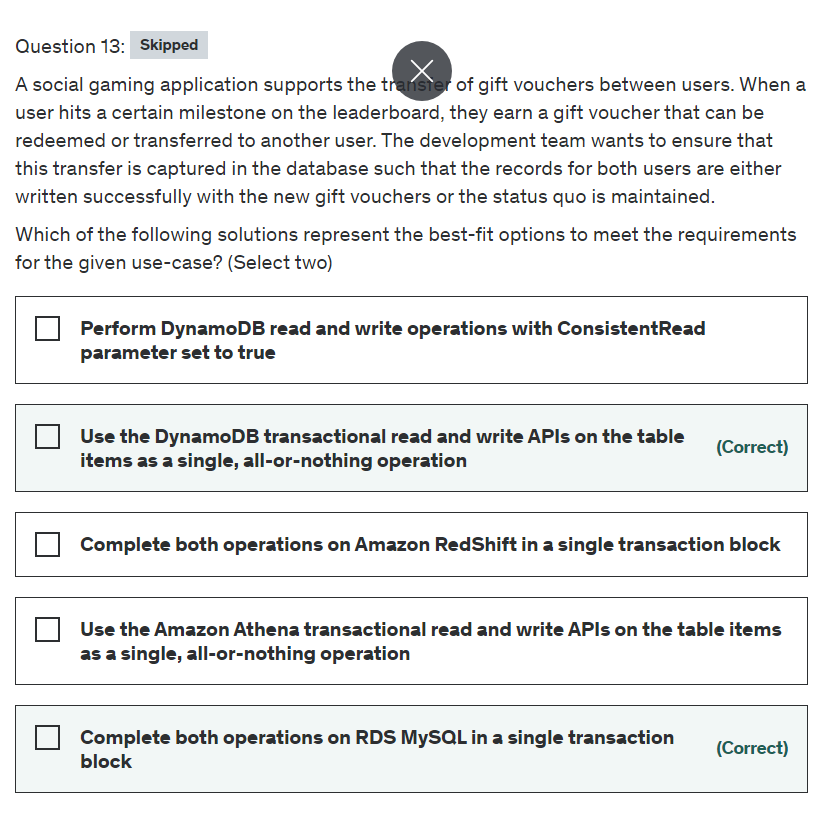 Question 13: Skipped
A social gaming application supports the transfer of gift vouchers between users. When a
user hits a certain milestone on the leaderboard, they earn a gift voucher that can be
redeemed or transferred to another user. The development team wants to ensure that
this transfer is captured in the database such that the records for both users are either
written successfully with the new gift vouchers or the status quo is maintained.
Which of the following solutions represent the best-fit options to meet the requirements
for the given use-case? (Select two)
Perform DynamoDB read and write operations with ConsistentRead
parameter set to true
Use the DynamoDB transactional read and write APIs on the table
items as a single, all-or-nothing operation
(Correct)
Complete both operations on Amazon RedShift in a single transaction block
Use the Amazon Athena transactional read and write APIs on the table items
as a single, all-or-nothing operation
Complete both operations on RDS MySQL in a single transaction
block
(Correct)